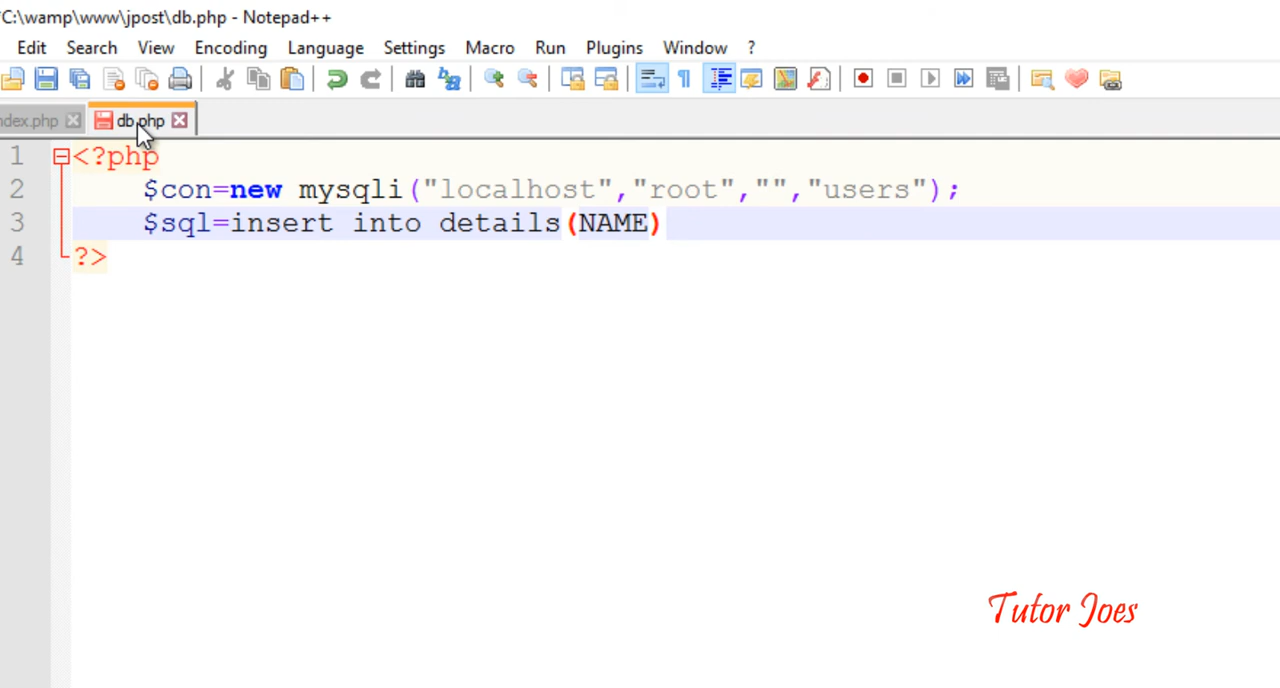 *C:\wamp\www\jpost\db.php - Notepad++
Edit Search View Encoding Language Settings Macro Run Plugins Window ?
ndex.php db.php
1 <?php
2 $con=new mysqli("localhost","root","","users");
3 $sql=insert into details(NAME)
4 ?>
Tutor Joes